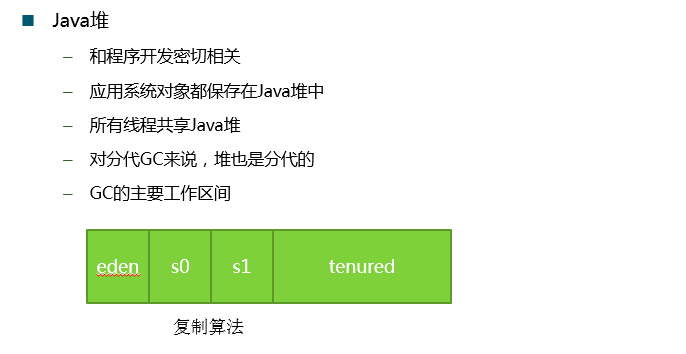 Java堆
– 和程序开发密切相关
– 应用系统对象都保存在Java堆中
– 所有线程共享Java堆
– 对分代GC来说，堆也是分代的
– GC的主要工作区间
eden s0 s1 tenured
复制算法